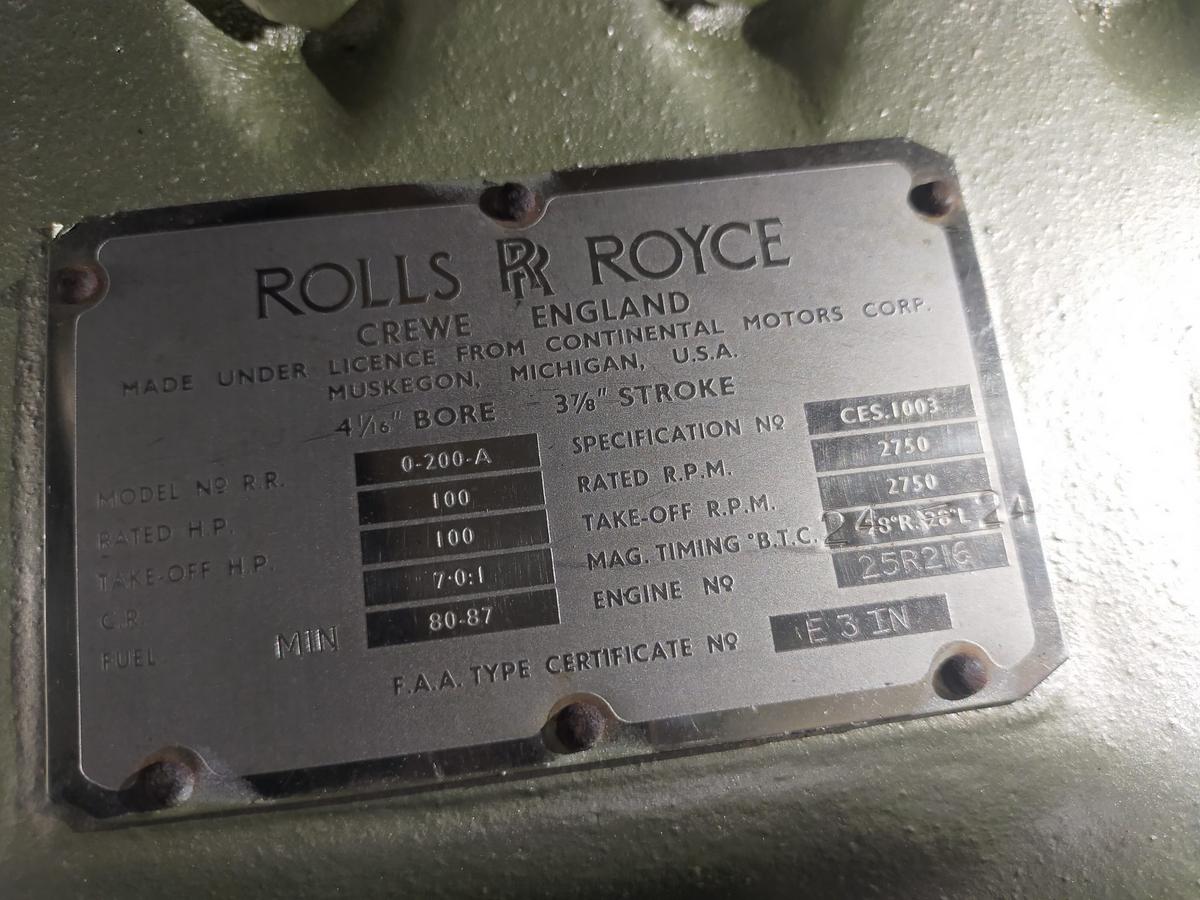 ROLLS RR ROYCE
CREWE ENGLAND
MADE UNDER LICENCE FROM CONTINENTAL MOTORS CORP.
MUSKEGON, MICHIGAN, U.S.A.
4 1/16" BORE 3 7/8" STROKE
MODEL Nº R.R. 0-200-A SPECIFICATION Nº CES.1003
RATED H.P. 100 RATED R.P.M. 2750
TAKE-OFF H.P. 100 TAKE-OFF R.P.M. 2750
C.R. 7·0:1 MAG. TIMING °B.T.C. 24 24
FUEL MIN 80-87 ENGINE Nº 25R216
F.A.A. TYPE CERTIFICATE Nº E 3 IN